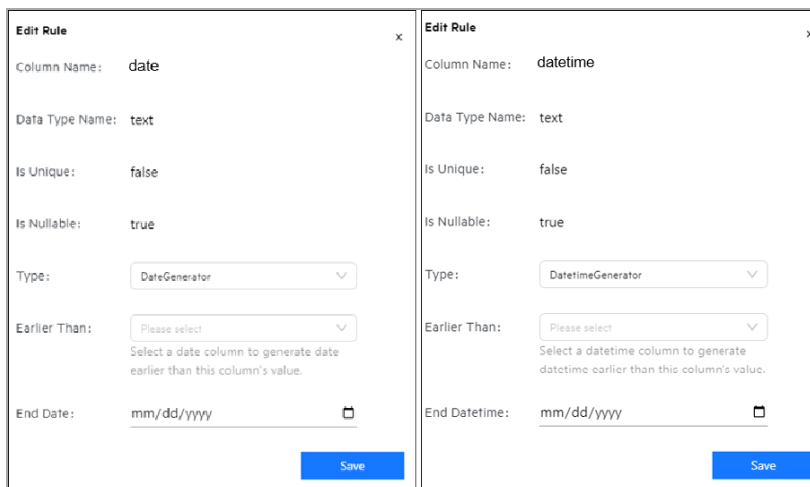 Edit Rule
x
Column Name: date
Data Type Name: text
Is Unique: false
Is Nullable: true
Type: DateGenerator
Earlier Than: Please select
Select a date column to generate date
earlier than this column's value.
End Date: mm/dd/yyyy
Save
Edit Rule
x
Column Name: datetime
Data Type Name: text
Is Unique: false
Is Nullable: true
Type: DatetimeGenerator
Earlier Than: Please select
Select a datetime column to generate
datetime earlier than this column's value.
End Datetime: mm/dd/yyyy
Save